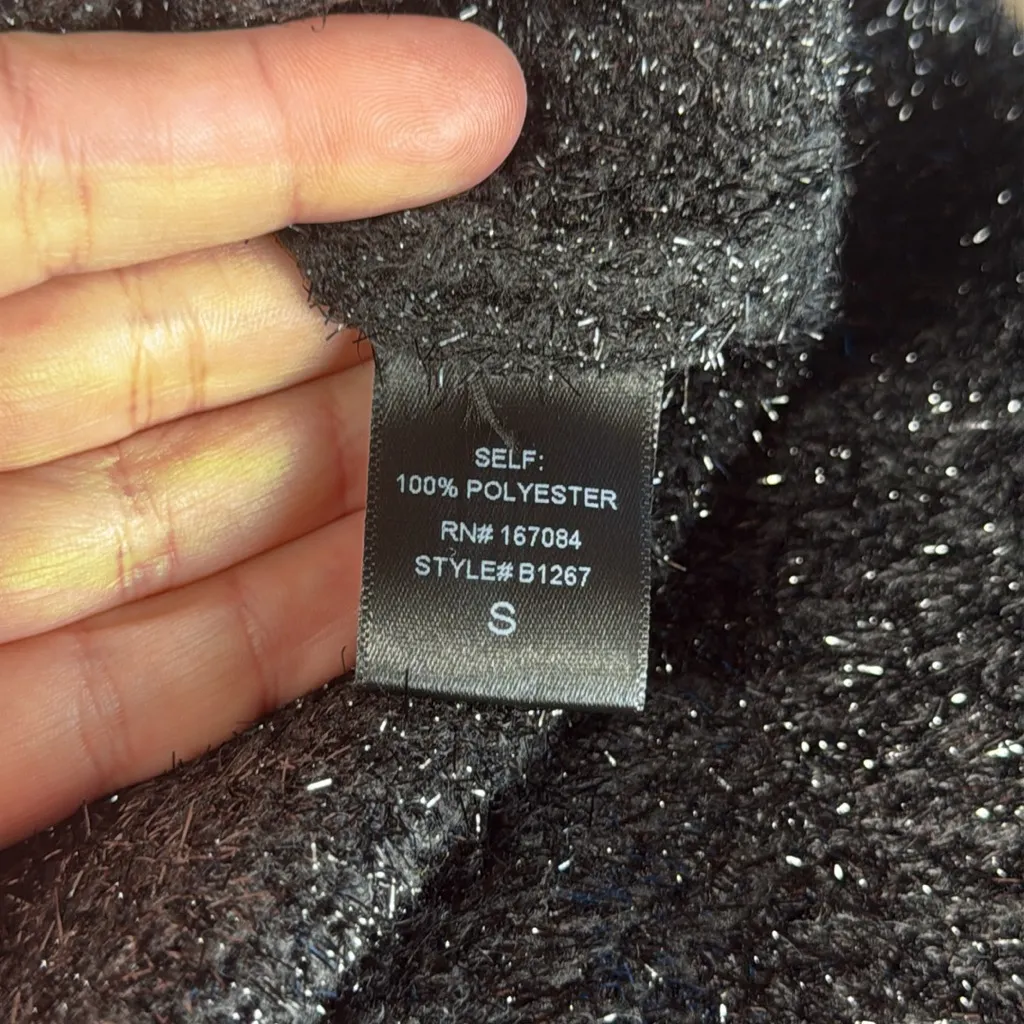 SELF:
100% POLYESTER
RN# 167084
STYLE# B1267
S